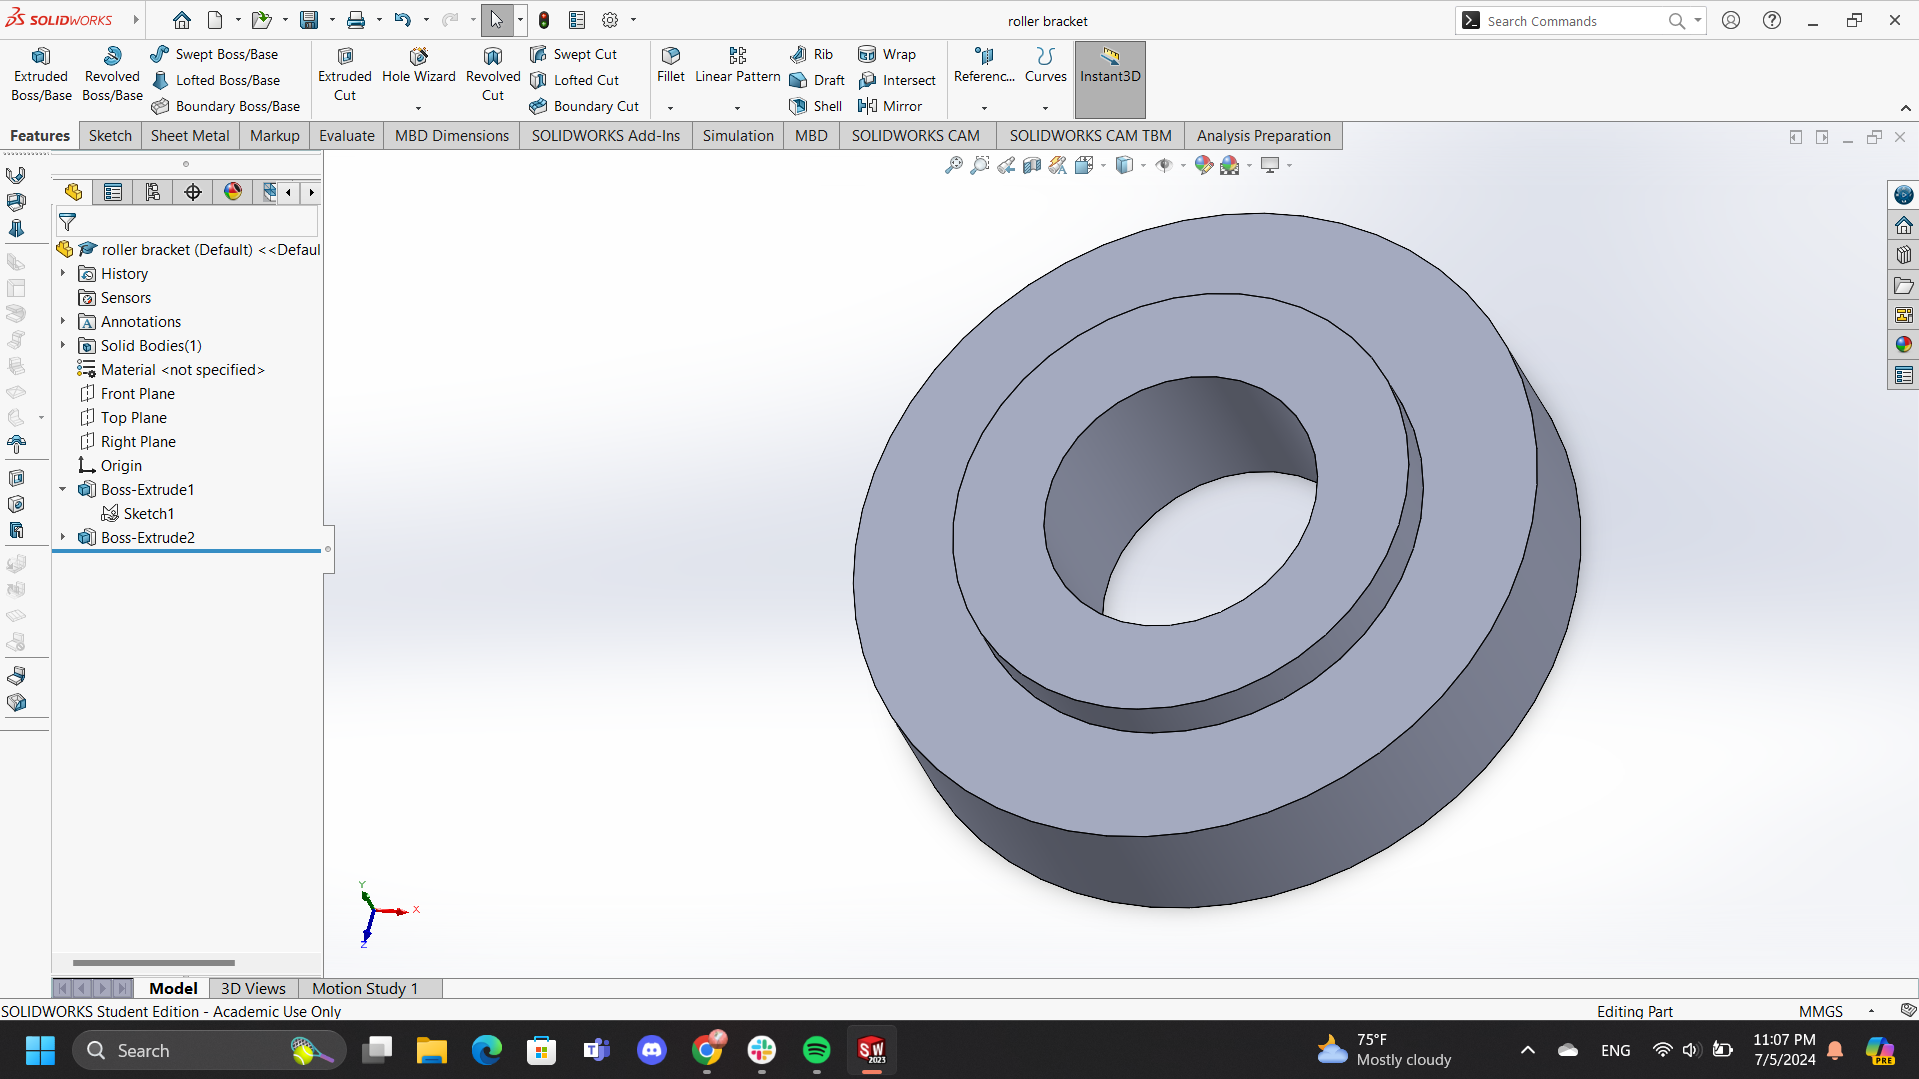 SOLIDWORKS
roller bracket
Search Commands
Extruded Boss/Base
Revolved Boss/Base
Swept Boss/Base
Lofted Boss/Base
Boundary Boss/Base
Extruded Cut
Hole Wizard
Revolved Cut
Swept Cut
Lofted Cut
Boundary Cut
Fillet
Linear Pattern
Rib
Draft
Shell
Wrap
Intersect
Mirror
Referenc...
Curves
Instant3D
Features
Sketch
Sheet Metal
Markup
Evaluate
MBD Dimensions
SOLIDWORKS Add-Ins
Simulation
MBD
SOLIDWORKS CAM
SOLIDWORKS CAM TBM
Analysis Preparation
roller bracket (Default) <<Defaul
History
Sensors
Annotations
Solid Bodies(1)
Material <not specified>
Front Plane
Top Plane
Right Plane
Origin
Boss-Extrude1
Sketch1
Boss-Extrude2
Y
X
Z
Model
3D Views
Motion Study 1
SOLIDWORKS Student Edition - Academic Use Only
Editing Part
MMGS
Search
SW
2023
75°F
Mostly cloudy
ENG
11:07 PM
7/5/2024
PRE